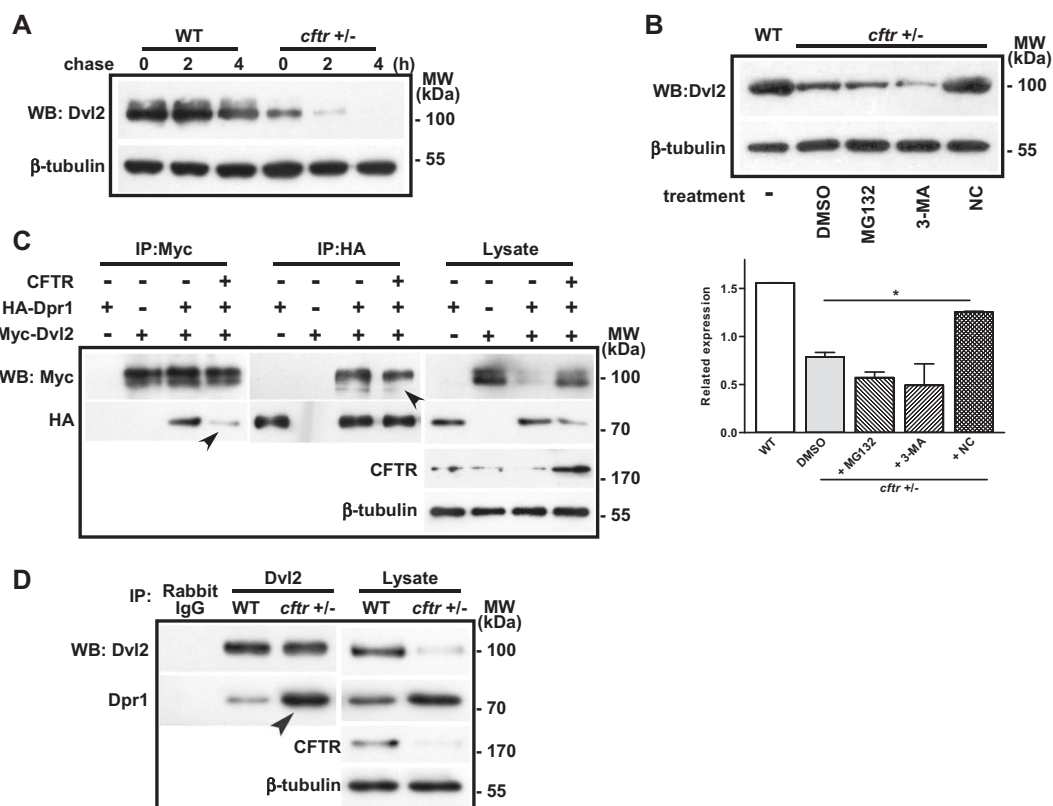 A
WT cftr +/-
chase 0 2 4 0 2 4 (h)
MW
(kDa)
WB: Dvl2
- 100
β-tubulin
- 55
B
WT cftr +/-
MW
(kDa)
WB:Dvl2
- 100
β-tubulin
- 55
treatment - DMSO MG132 3-MA NC
Related expression
1.5
1.0
0.5
0.0
*
WT DMSO + MG132 + 3-MA + NC
cftr +/-
C
IP:Myc IP:HA Lysate
CFTR - - - + - - - + - - - +
HA-Dpr1 + - + + + - + + + - + +
Myc-Dvl2 - + + + - + + + - + + +
MW
(kDa)
WB: Myc
- 100
HA
- 70
CFTR
- 170
β-tubulin
- 55
D
IP: Rabbit IgG Dvl2 Lysate
WT cftr +/- WT cftr +/-
MW
(kDa)
WB: Dvl2
- 100
Dpr1
- 70
CFTR
- 170
β-tubulin
- 55